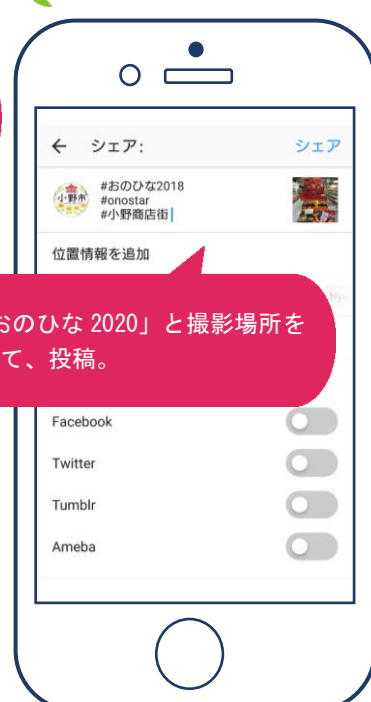 ← シェア: シェア
小野市
#おのひな2018
#onostar
#小野商店街
位置情報を追加
おのひな 2020」と撮影場所を
て、投稿。
Facebook
Twitter
Tumblr
Ameba